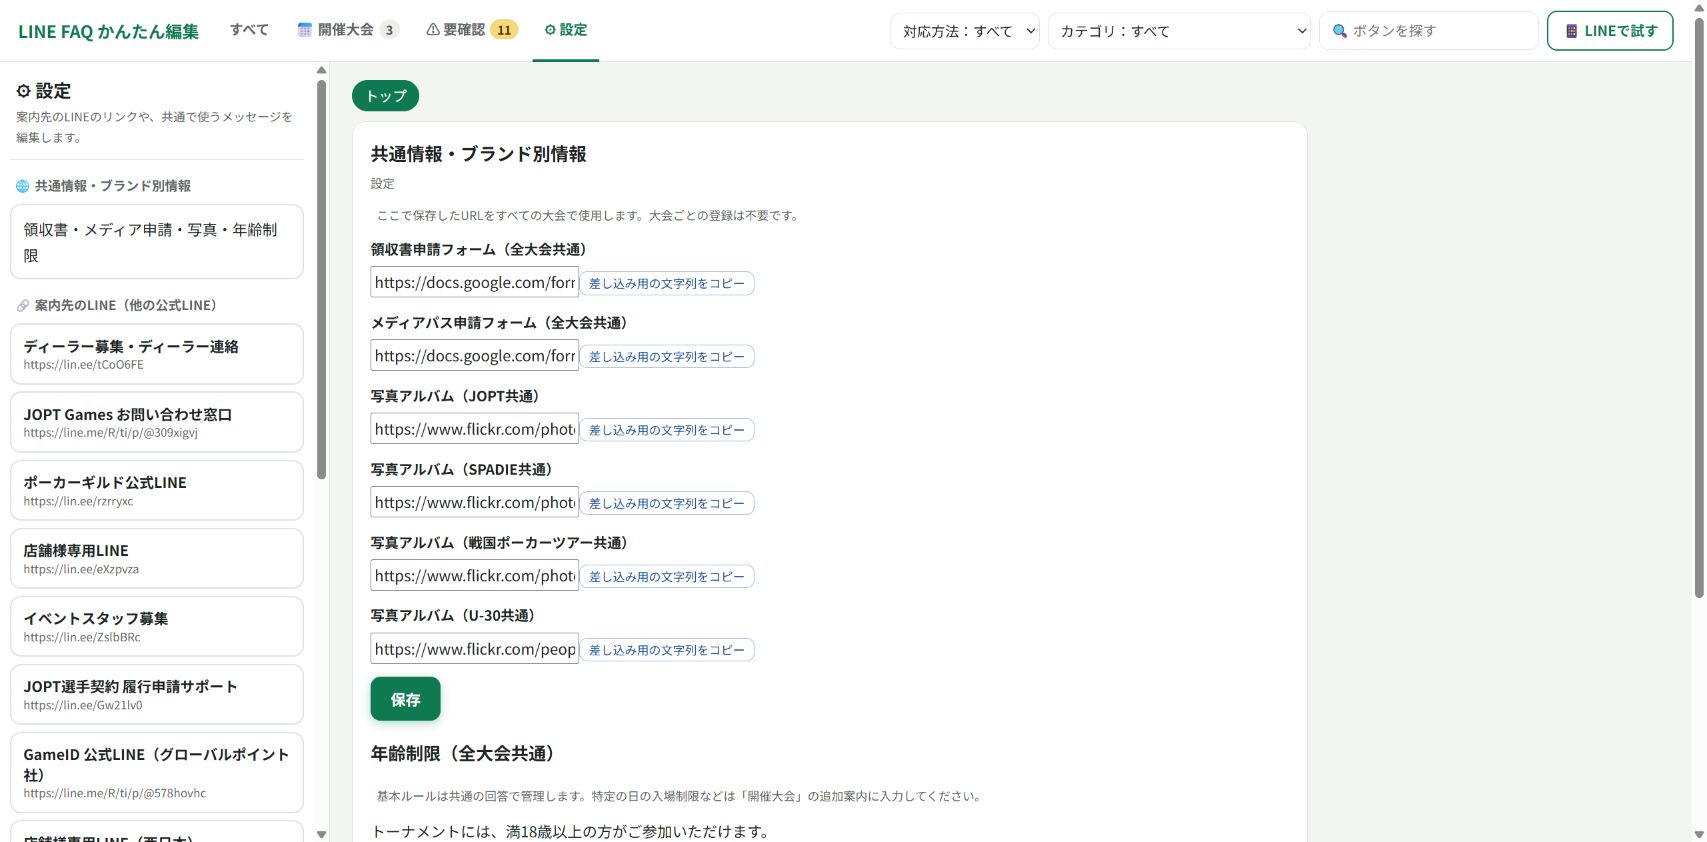 LINE FAQ かんたん編集
すべて
開催大会 3
要確認 11
設定
対応方法：すべて
カテゴリ：すべて
ボタンを探す
LINEで試す
設定
案内先のLINEのリンクや、共通で使うメッセージを
編集します。
共通情報・ブランド別情報
領収書・メディア申請・写真・年齢制
限
案内先のLINE（他の公式LINE）
ディーラー募集・ディーラー連絡
https://lin.ee/tCoO6FE
JOPT Games お問い合わせ窓口
https://line.me/R/ti/p/@309xigvj
ポーカーギルド公式LINE
https://lin.ee/rzrryxc
店舗様専用LINE
https://lin.ee/eXzpvza
イベントスタッフ募集
https://lin.ee/ZslbBRc
JOPT選手契約 履行申請サポート
https://lin.ee/Gw21lv0
GameID 公式LINE（グローバルポイント
社）
https://line.me/R/ti/p/@578hovhc
店舗様専用LINE（西日本）
トップ
共通情報・ブランド別情報
設定
ここで保存したURLをすべての大会で使用します。大会ごとの登録は不要です。
領収書申請フォーム（全大会共通）
https://docs.google.com/forr 差し込み用の文字列をコピー
メディアパス申請フォーム（全大会共通）
https://docs.google.com/forr 差し込み用の文字列をコピー
写真アルバム（JOPT共通）
https://www.flickr.com/phot 差し込み用の文字列をコピー
写真アルバム（SPADIE共通）
https://www.flickr.com/phot 差し込み用の文字列をコピー
写真アルバム（戦国ポーカーツアー共通）
https://www.flickr.com/phot 差し込み用の文字列をコピー
写真アルバム（U-30共通）
https://www.flickr.com/peop 差し込み用の文字列をコピー
保存
年齢制限（全大会共通）
基本ルールは共通の回答で管理します。特定の日の入場制限などは「開催大会」の追加案内に入力してください。
トーナメントには、満18歳以上の方がご参加いただけます。